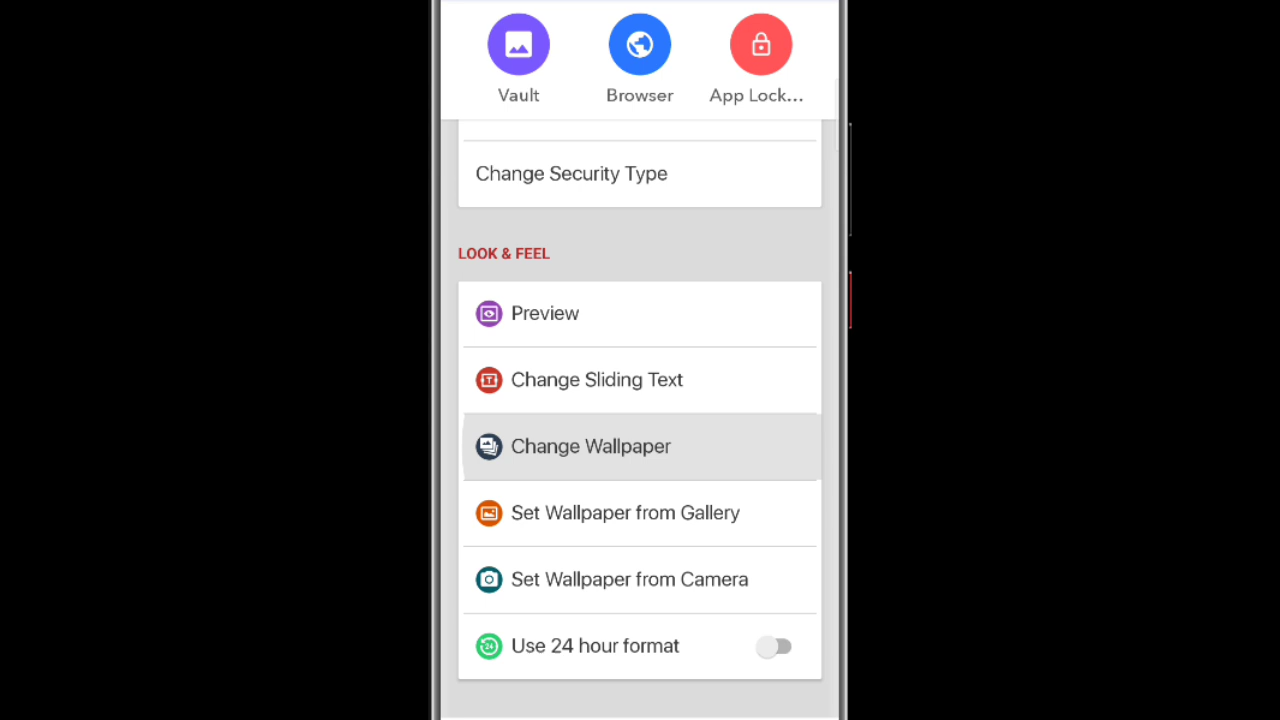 Vault Browser App Lock...
Change Security Type
LOOK & FEEL
Preview
Change Sliding Text
Change Wallpaper
Set Wallpaper from Gallery
Set Wallpaper from Camera
24 Use 24 hour format